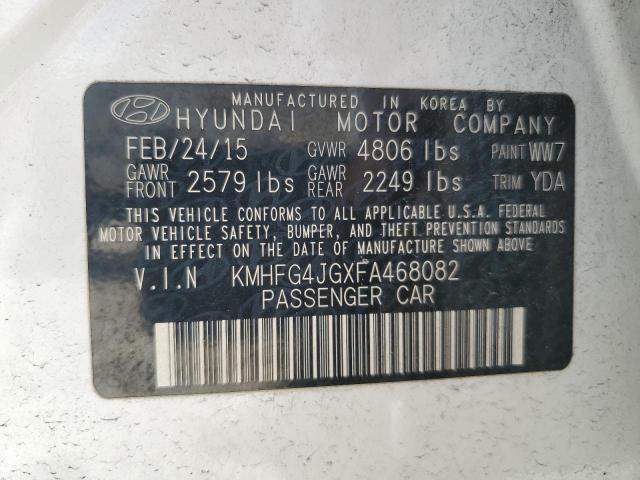 MANUFACTURED IN KOREA BY
HYUNDAI MOTOR COMPANY
FEB/24/15 GVWR 4806 lbs PAINT WW7
GAWR FRONT 2579 lbs GAWR REAR 2249 lbs TRIM YDA
THIS VEHICLE CONFORMS TO ALL APPLICABLE U.S.A. FEDERAL
MOTOR VEHICLE SAFETY, BUMPER, AND THEFT PREVENTION STANDARDS
IN EFFECT ON THE DATE OF MANUFACTURE SHOWN ABOVE.
V.I.N KMHFG4JGXFA468082
PASSENGER CAR